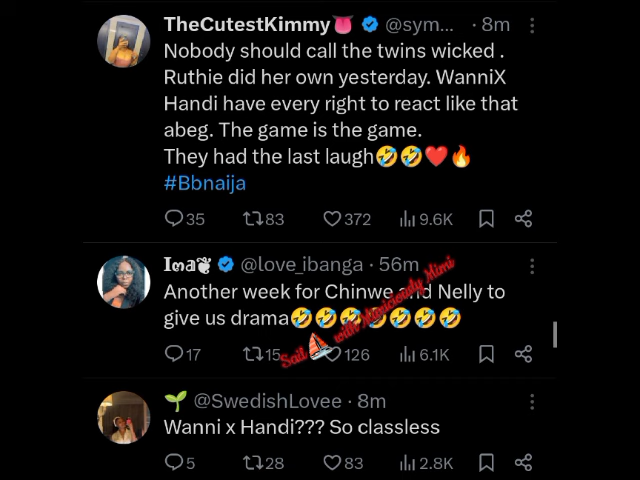 TheCutestKimmy👅 @sym... · 8m
Nobody should call the twins wicked .
Ruthie did her own yesterday. WanniX
Handi have every right to react like that
abeg. The game is the game.
They had the last laugh🤣🤣❤️🔥
#Bbnaija
35 83 372 9.6K
𝕀𝕟𝕒❦ @love_ibanga · 56m
Another week for Chinwe and Nelly to
give us drama🤣🤣🤣🤣🤣🤣🤣
Sail ⛵ with Mimi
17 15 126 6.1K
🌱 @SwedishLovee · 8m
Wanni x Handi??? So classless
5 28 83 2.8K